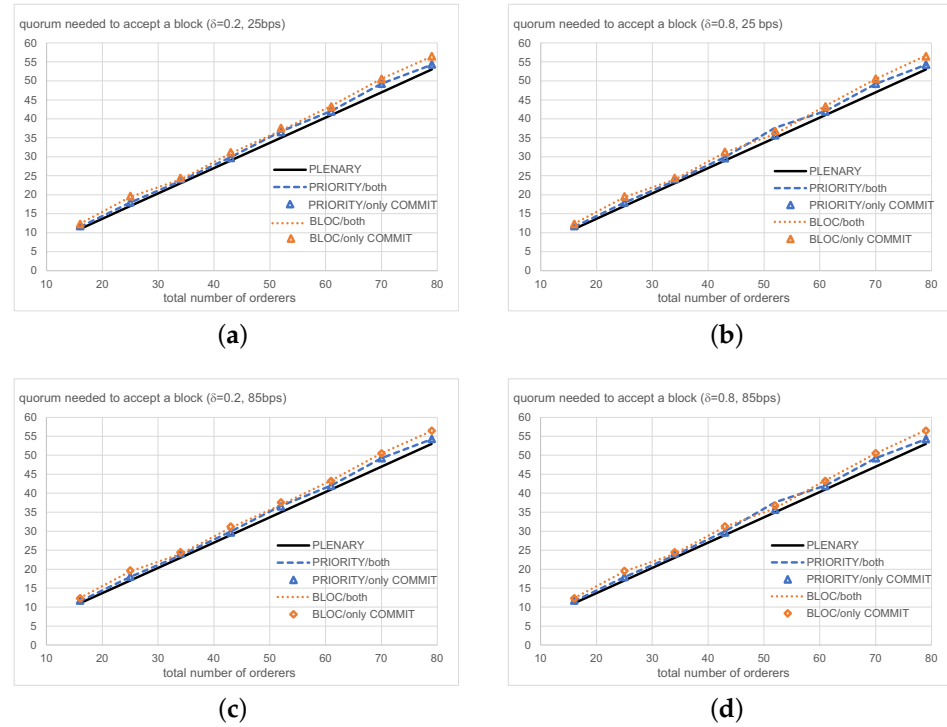 quorum needed to accept a block (δ=0.2, 25bps)
60
55
50
45
40
35
30
25
20
15
10
5
0
PLENARY
PRIORITY/both
PRIORITY/only COMMIT
BLOC/both
BLOC/only COMMIT
10 20 30 40 50 60 70 80
total number of orderers
(a)
quorum needed to accept a block (δ=0.8, 25 bps)
60
55
50
45
40
35
30
25
20
15
10
5
0
PLENARY
PRIORITY/both
PRIORITY/only COMMIT
BLOC/both
BLOC/only COMMIT
10 20 30 40 50 60 70 80
total number of orderers
(b)
quorum needed to accept a block (δ=0.2, 85bps)
60
55
50
45
40
35
30
25
20
15
10
5
0
PLENARY
PRIORITY/both
PRIORITY/only COMMIT
BLOC/both
BLOC/only COMMIT
10 20 30 40 50 60 70 80
total number of orderers
(c)
quorum needed to accept a block (δ=0.8, 85bps)
60
55
50
45
40
35
30
25
20
15
10
5
0
PLENARY
PRIORITY/both
PRIORITY/only COMMIT
BLOC/both
BLOC/only COMMIT
10 20 30 40 50 60 70 80
total number of orderers
(d)